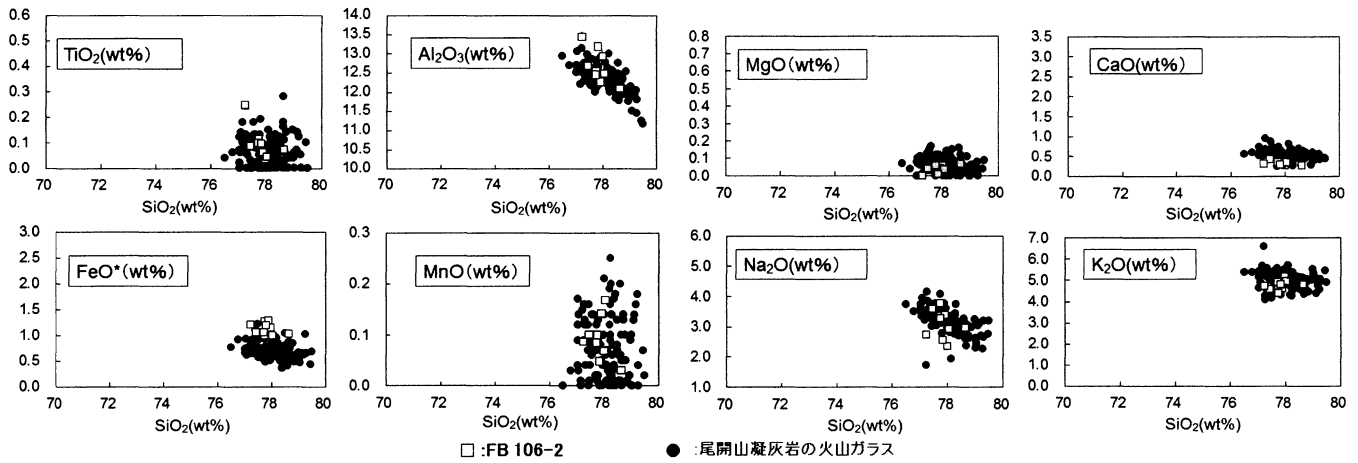 0.6
0.5
0.4
0.3
0.2
0.1
0.0
TiO2(wt%)
70 72 74 76 78 80
SiO2(wt%)
14.0
13.5
13.0
12.5
12.0
11.5
11.0
10.5
10.0
Al2O3(wt%)
70 72 74 76 78 80
SiO2(wt%)
0.8
0.7
0.6
0.5
0.4
0.3
0.2
0.1
0.0
MgO(wt%)
70 72 74 76 78 80
SiO2(wt%)
3.5
3.0
2.5
2.0
1.5
1.0
0.5
0.0
CaO(wt%)
70 72 74 76 78 80
SiO2(wt%)
3.0
2.5
2.0
1.5
1.0
0.5
0.0
FeO*(wt%)
70 72 74 76 78 80
SiO2(wt%)
0.3
0.2
0.1
0.0
MnO(wt%)
70 72 74 76 78 80
SiO2(wt%)
6.0
5.0
4.0
3.0
2.0
1.0
Na2O(wt%)
70 72 74 76 78 80
SiO2(wt%)
7.0
6.0
5.0
4.0
3.0
2.0
1.0
0.0
K2O(wt%)
70 72 74 76 78 80
SiO2(wt%)
□ :FB 106-2 ● :尾開山凝灰岩の火山ガラス